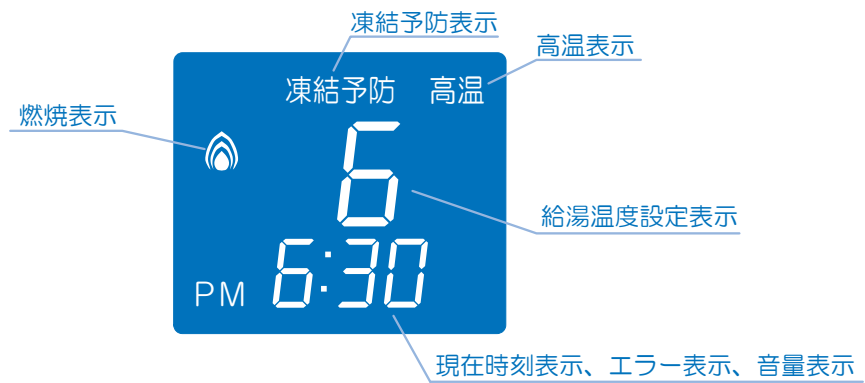 凍結予防表示
高温表示
凍結予防 高温
燃焼表示
6
給湯温度設定表示
PM 6:30
現在時刻表示、エラー表示、音量表示